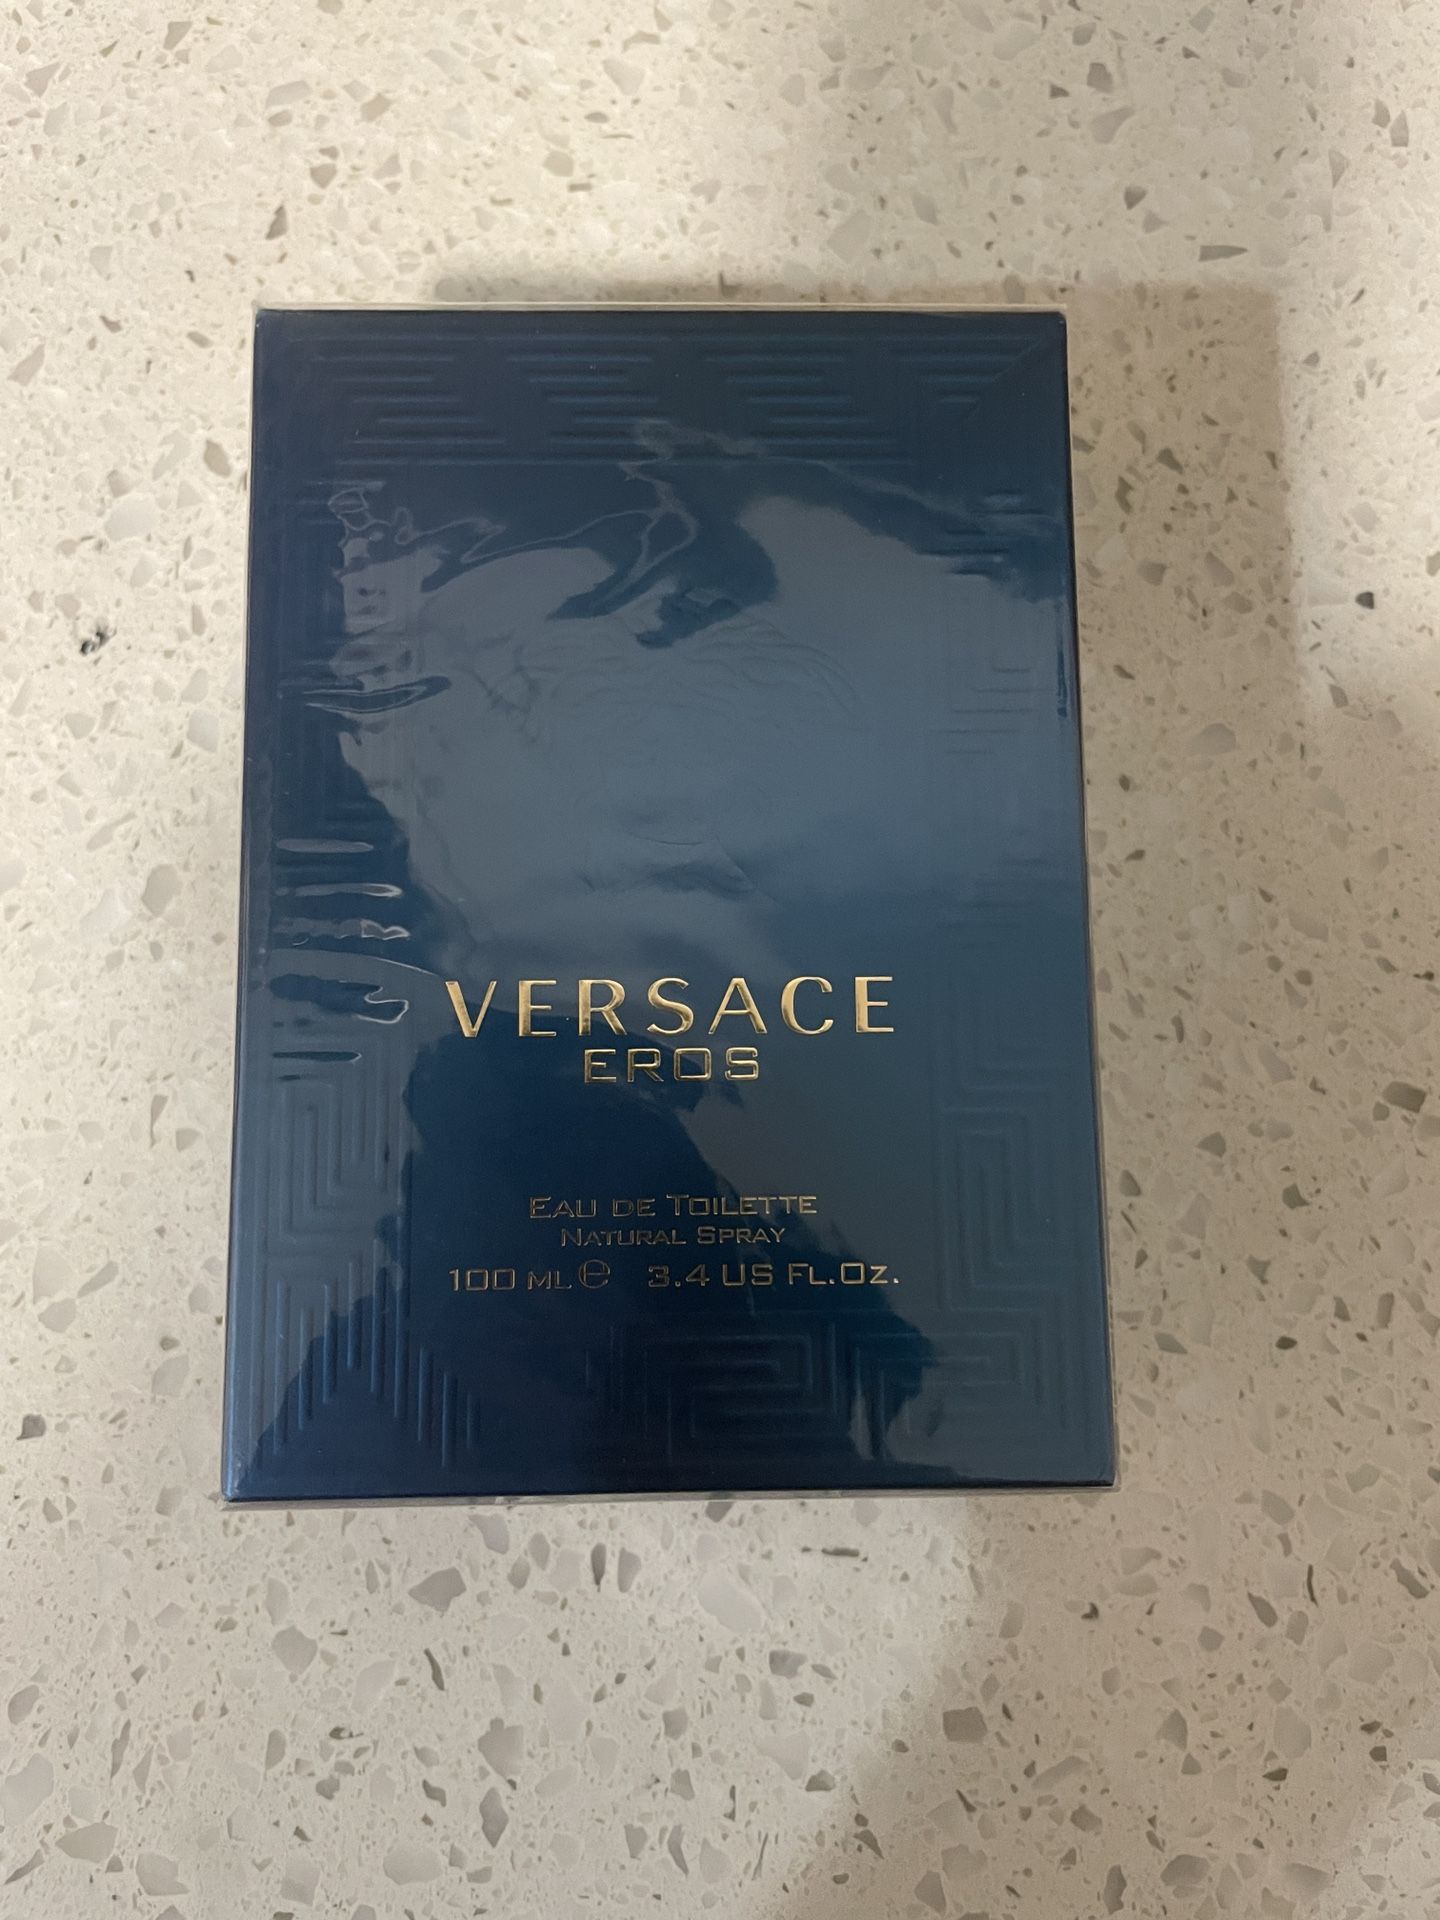 VERSACE
EROS
EAU DE TOILETTE
NATURAL SPRAY
100 ML ℮ 3.4 US FL.OZ.